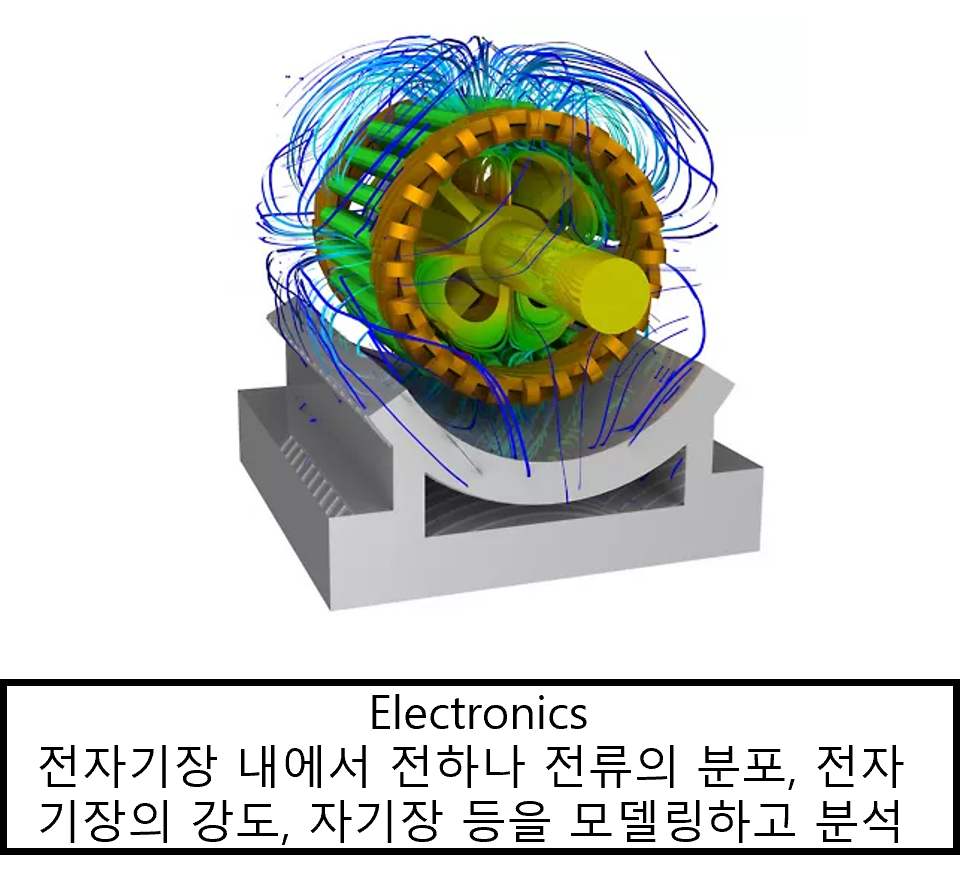 Electronics
전자기장 내에서 전하나 전류의 분포, 전자
기장의 강도, 자기장 등을 모델링하고 분석